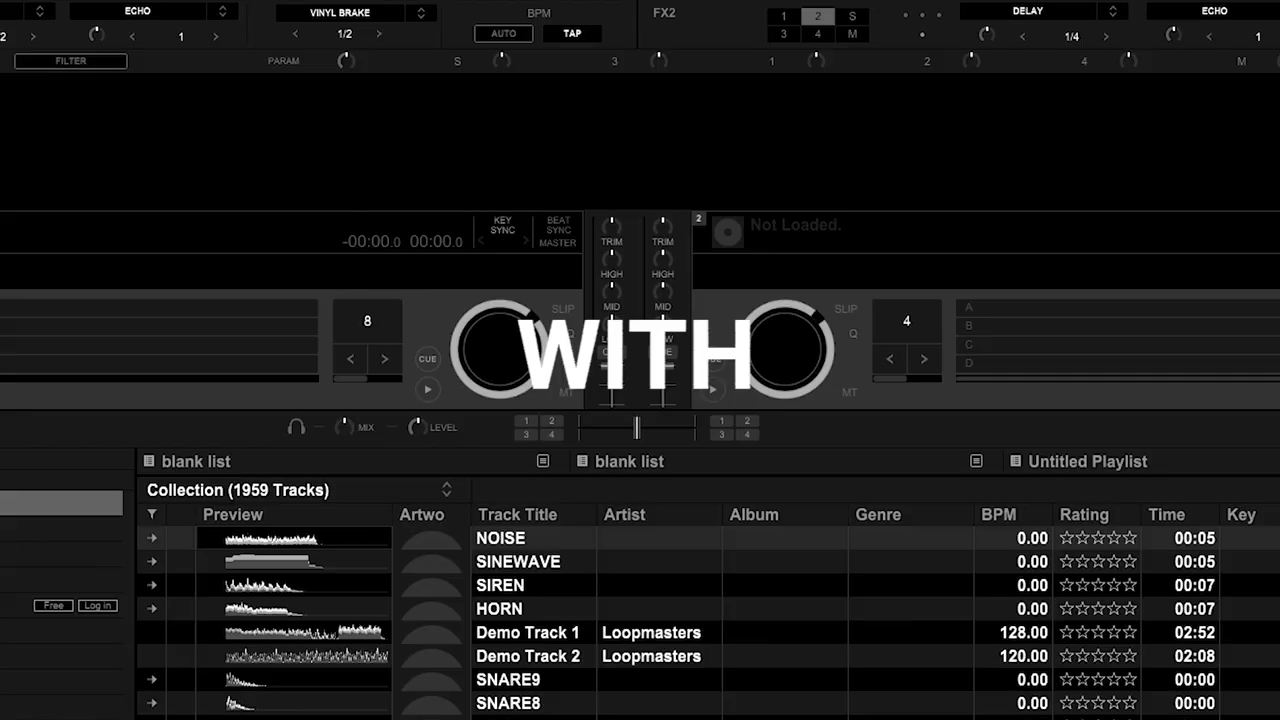 ECHO VINYL BRAKE BPM FX2 1 2 S DELAY ECHO
2 1 1/2 AUTO TAP 3 4 M 1/4 1
FILTER PARAM S 3 1 2 4 M
-00:00.0 00:00.0 KEY SYNC BEAT SYNC MASTER TRIM TRIM 2 Not Loaded.
HIGH HIGH
MID MID
8 SLIP SLIP 4 A
Q B
WITH
C
CUE D
MT MT
MIX LEVEL 1 2 3 4 1 2 3 4
blank list blank list Untitled Playlist
Collection (1959 Tracks)
Preview Artwo Track Title Artist Album Genre BPM Rating Time Key
NOISE 0.00 00:05
SINEWAVE 0.00 00:05
SIREN 0.00 00:07
Free Log in HORN 0.00 00:07
Demo Track 1 Loopmasters 128.00 02:52
Demo Track 2 Loopmasters 120.00 02:08
SNARE9 0.00 00:00
SNARE8 0.00 00:00